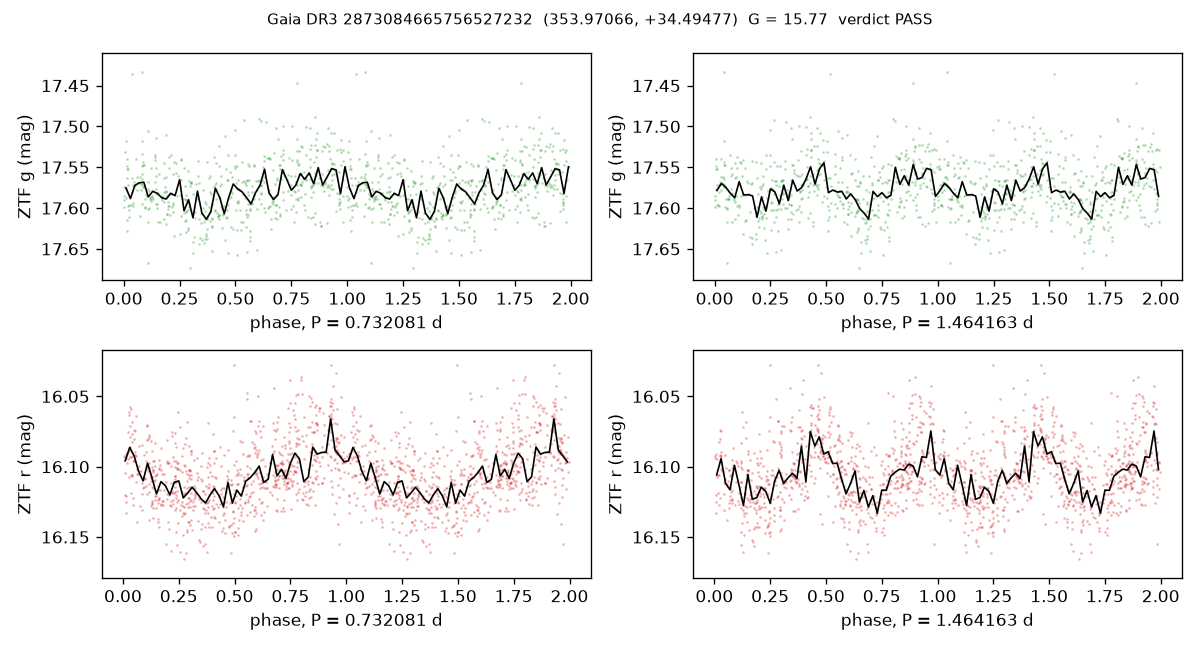 Gaia DR3 2873084665756527232  (353.97066, +34.49477)  G = 15.77  verdict PASS
ZTF g (mag)
17.45
17.50
17.55
17.60
17.65
0.00 0.25 0.50 0.75 1.00 1.25 1.50 1.75 2.00
phase, P = 0.732081 d
ZTF g (mag)
17.45
17.50
17.55
17.60
17.65
0.00 0.25 0.50 0.75 1.00 1.25 1.50 1.75 2.00
phase, P = 1.464163 d
ZTF r (mag)
16.05
16.10
16.15
0.00 0.25 0.50 0.75 1.00 1.25 1.50 1.75 2.00
phase, P = 0.732081 d
ZTF r (mag)
16.05
16.10
16.15
0.00 0.25 0.50 0.75 1.00 1.25 1.50 1.75 2.00
phase, P = 1.464163 d